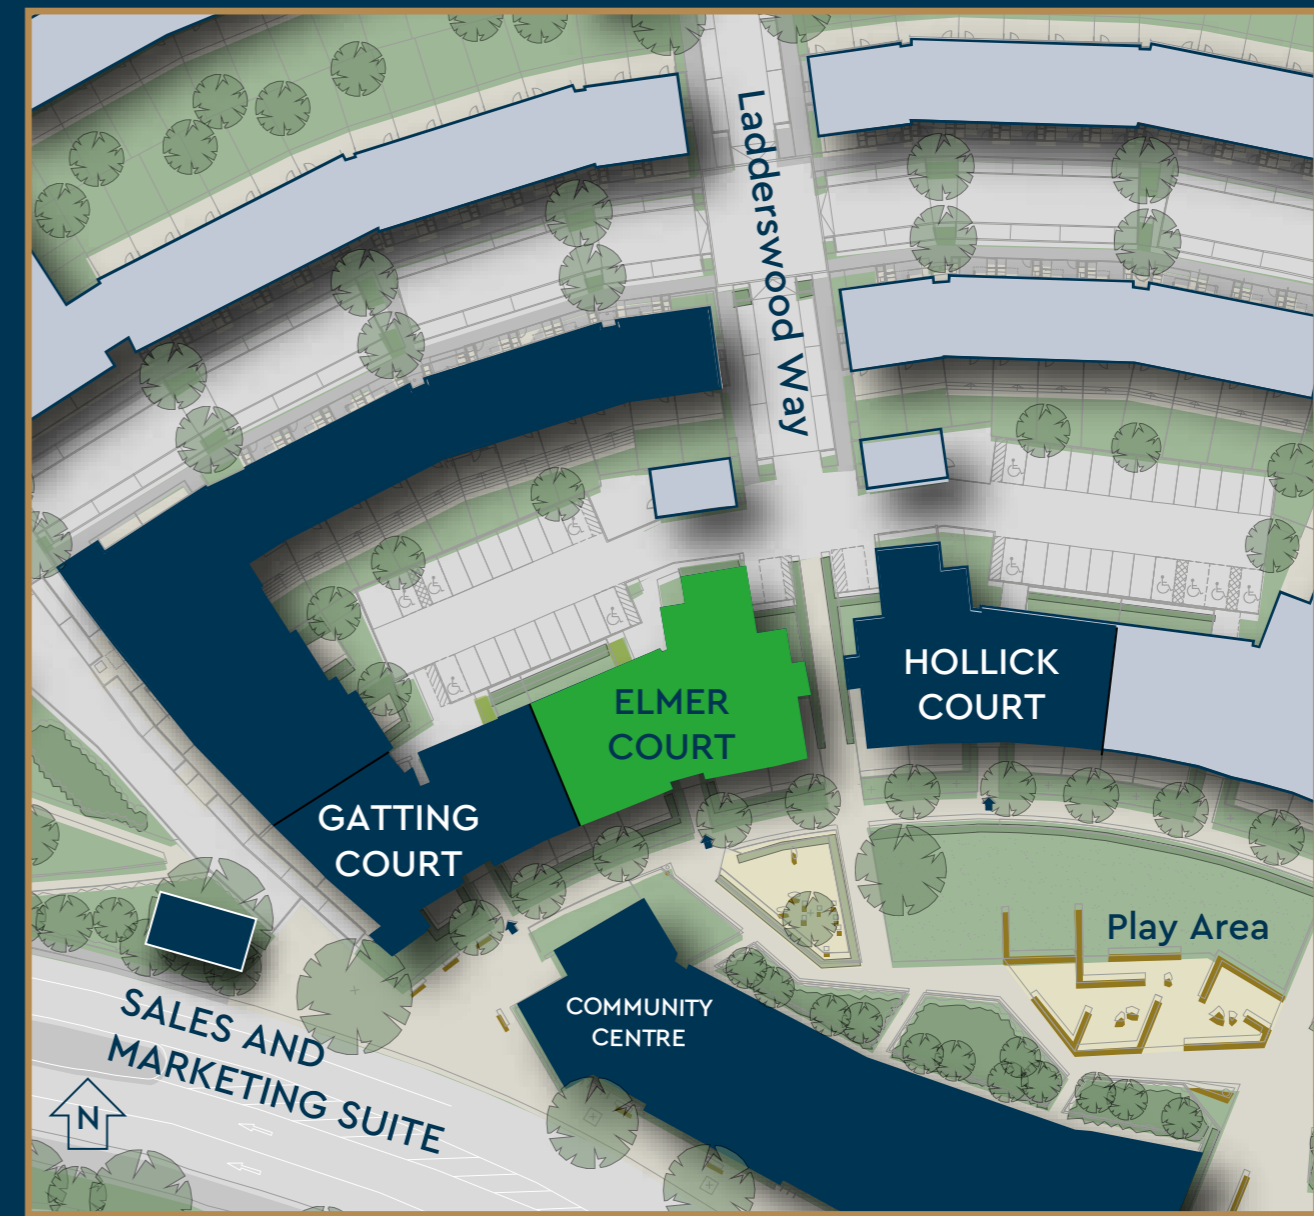 Ladderswood Way
HOLLICK
COURT
ELMER
COURT
GATTING
COURT
Play Area
COMMUNITY
CENTRE
SALES AND
MARKETING SUITE
N